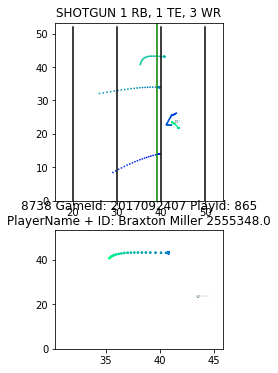 SHOTGUN 1 RB, 1 TE, 3 WR
50
40
30
20
10
0
20 30 40 50
8738 GameId: 2017092407 PlayId: 865
PlayerName + ID: Braxton Miller 2555348.0
40
20
0
35 40 45